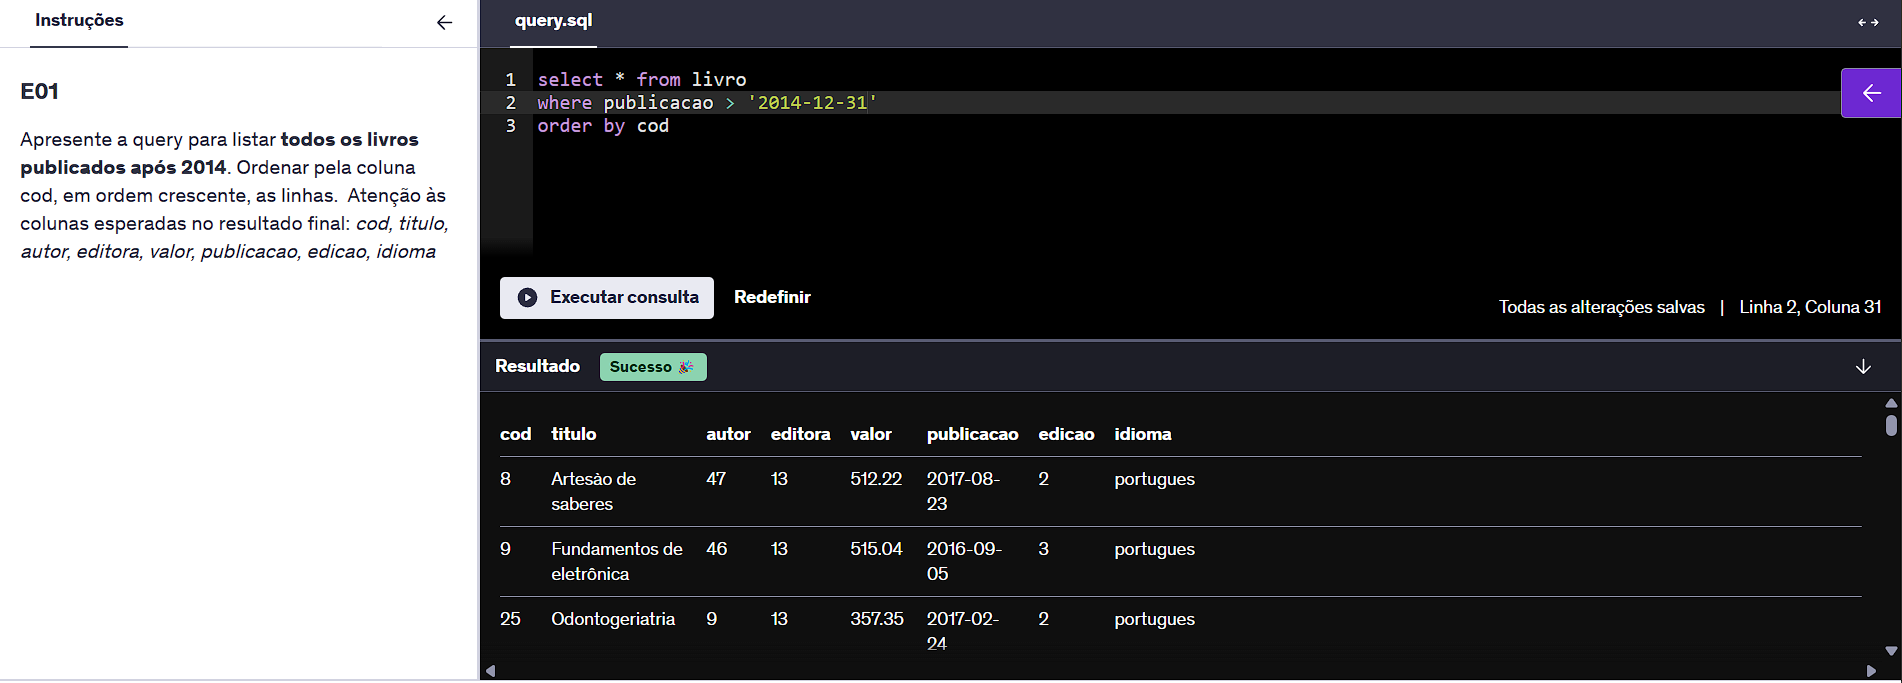 Instruções
E01
Apresente a query para listar todos os livros
publicados após 2014. Ordenar pela coluna
cod, em ordem crescente, as linhas.  Atenção às
colunas esperadas no resultado final: cod, titulo,
autor, editora, valor, publicacao, edicao, idioma
query.sql
1 select * from livro
2 where publicacao > '2014-12-31'
3 order by cod
Executar consulta Redefinir
Todas as alterações salvas | Linha 2, Coluna 31
Resultado Sucesso 🎉
cod titulo autor editora valor publicacao edicao idioma
8 Artesào de 47 13 512.22 2017-08- 2 portugues
saberes 23
9 Fundamentos de 46 13 515.04 2016-09- 3 portugues
eletrônica 05
25 Odontogeriatria 9 13 357.35 2017-02- 2 portugues
24